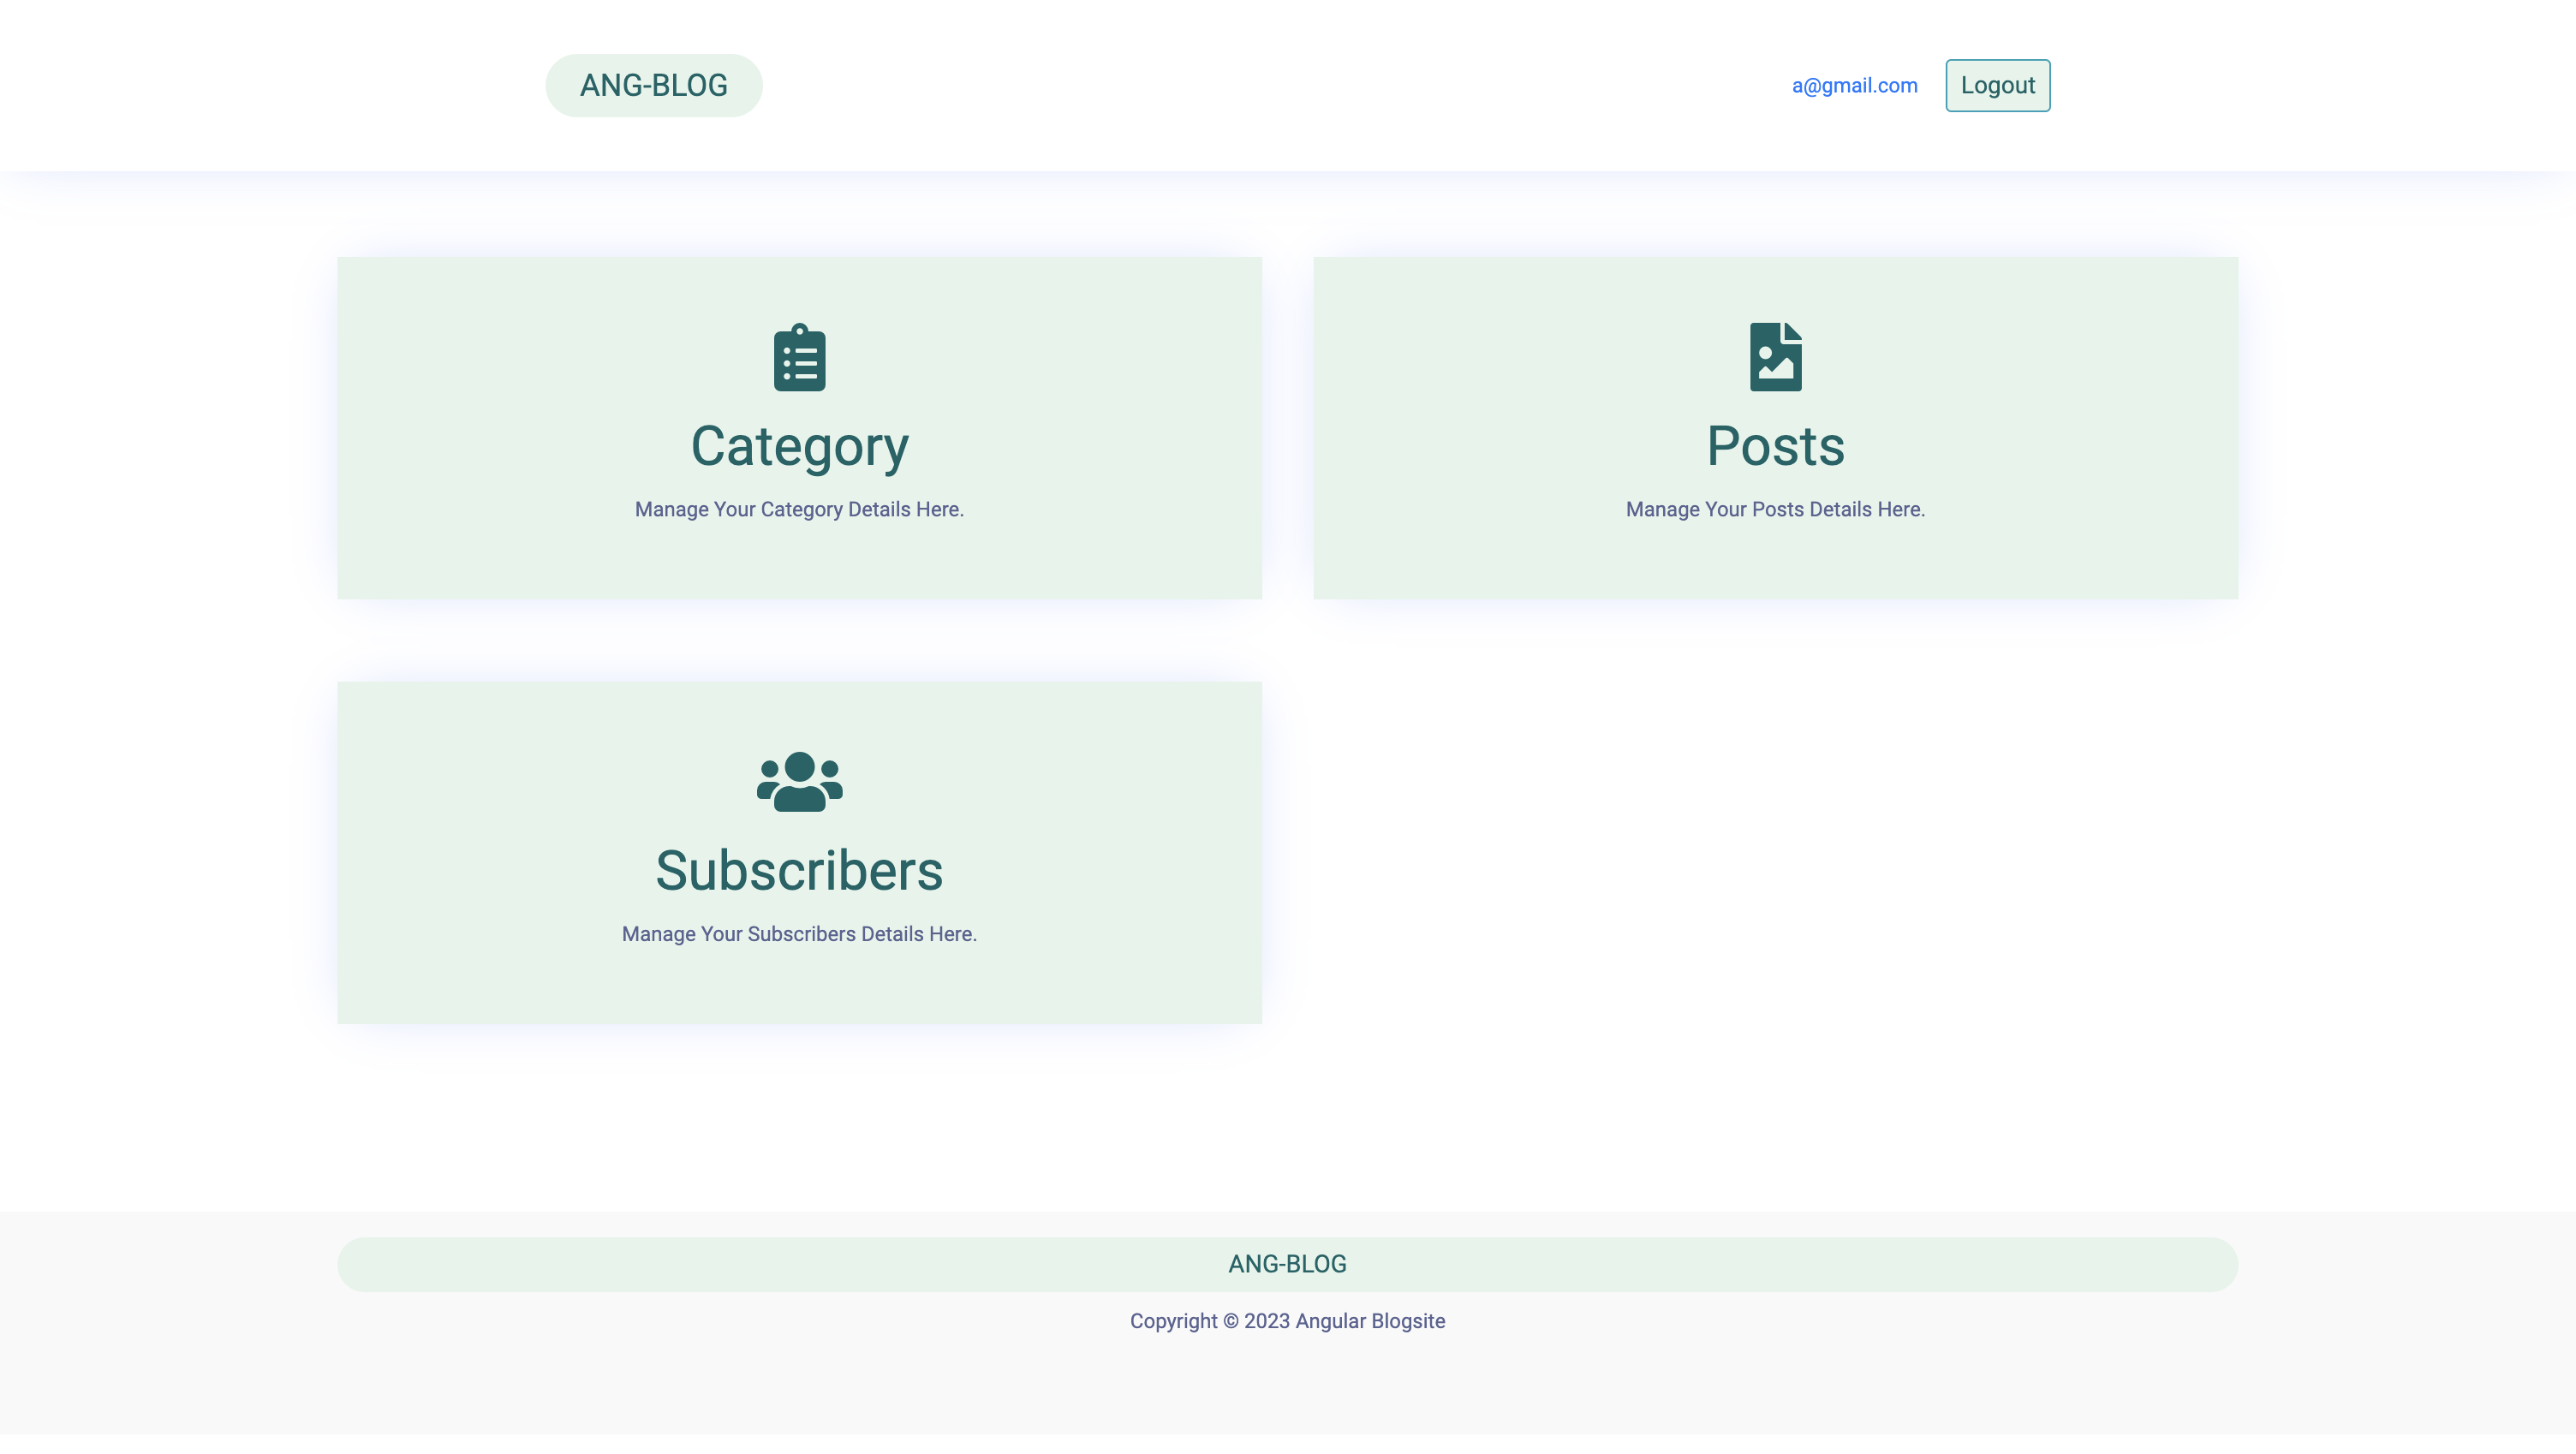 ANG-BLOG
a@gmail.com
Logout
Category
Manage Your Category Details Here.
Posts
Manage Your Posts Details Here.
Subscribers
Manage Your Subscribers Details Here.
ANG-BLOG
Copyright © 2023 Angular Blogsite